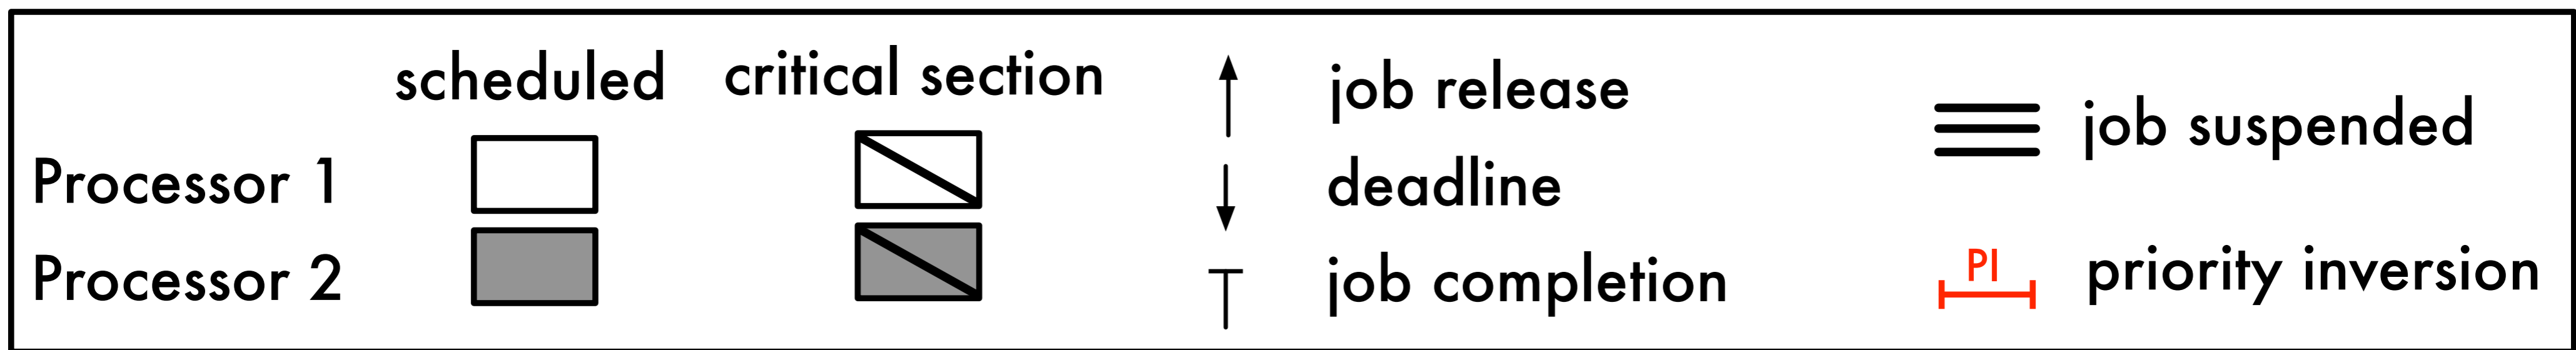 scheduled
critical section
Processor 1
Processor 2
job release
deadline
job completion
job suspended
PI
priority inversion